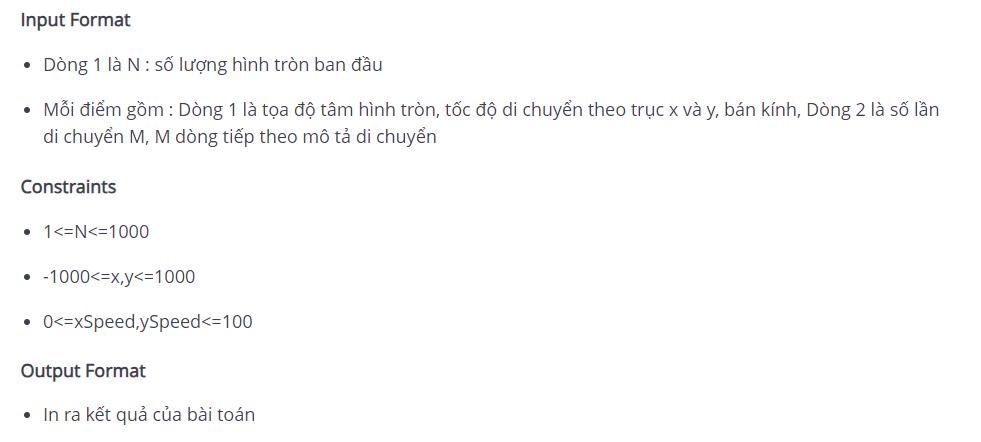 Input Format
• Dòng 1 là N : số lượng hình tròn ban đầu
• Mỗi điểm gồm : Dòng 1 là tọa độ tâm hình tròn, tốc độ di chuyển theo trục x và y, bán kính, Dòng 2 là số lần
di chuyển M, M dòng tiếp theo mô tả di chuyển
Constraints
• 1<=N<=1000
• -1000<=x,y<=1000
• 0<=xSpeed,ySpeed<=100
Output Format
• In ra kết quả của bài toán